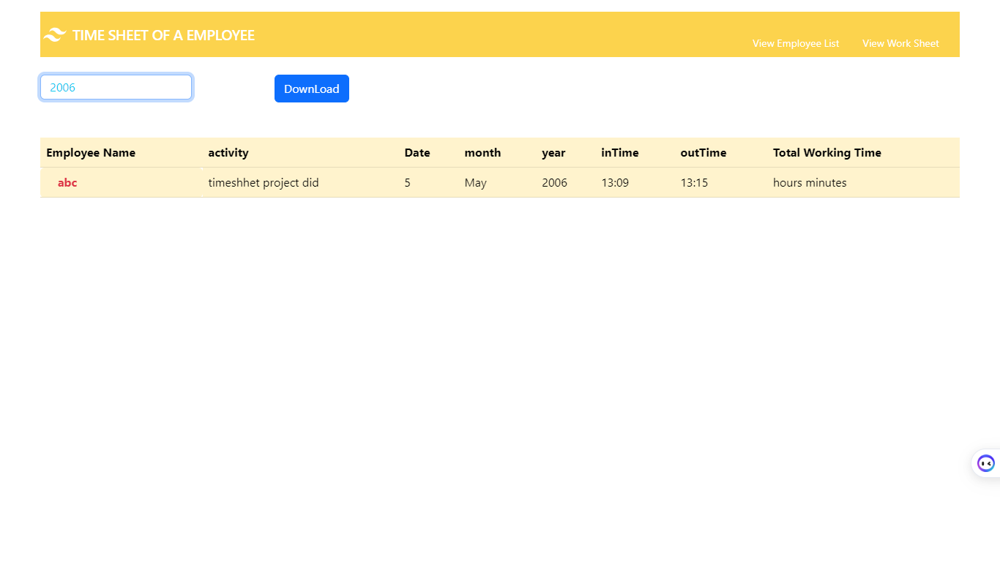 TIME SHEET OF A EMPLOYEE
View Employee List View Work Sheet
2006 DownLoad
Employee Name activity Date month year inTime outTime Total Working Time
abc timeshhet project did 5 May 2006 13:09 13:15 hours minutes